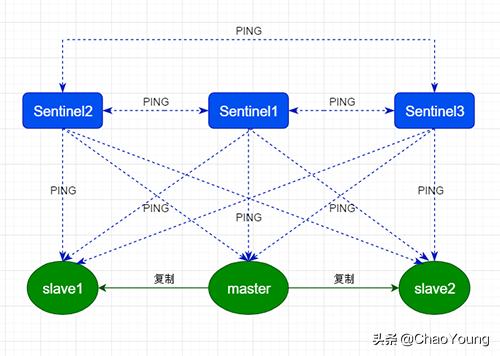 PING
Sentinel2
PING
Sentinel1
PING
Sentinel3
PING
PING
PING
PING
PING
slave1
复制
master
复制
slave2
头条 @ChaoYoung